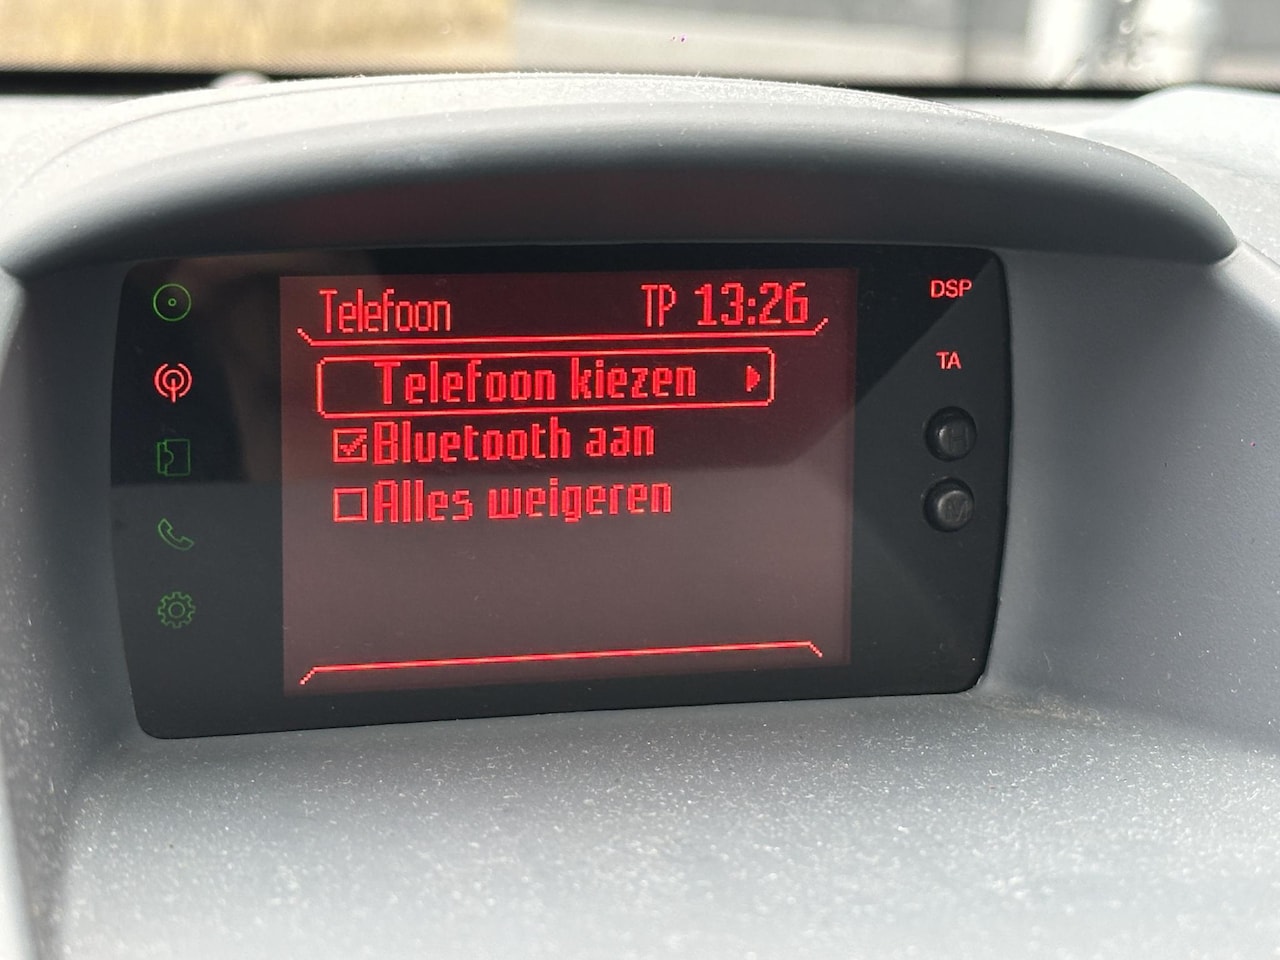 Telefoon TP 13:26
Telefoon kiezen
Bluetooth aan
Alles weigeren
DSP
TA
H
M